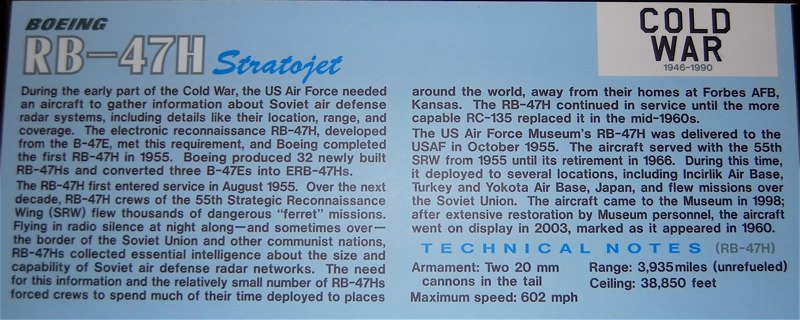 BOEING
RB-47H Stratojet
During the early part of the Cold War, the US Air Force needed
an aircraft to gather information about Soviet air defense
radar systems, including details like their location, range, and
coverage. The electronic reconnaissance RB-47H, developed
from the B-47E, met this requirement, and Boeing completed
the first RB-47H in 1955. Boeing produced 32 newly built
RB-47Hs and converted three B-47Es into ERB-47Hs.
The RB-47H first entered service in August 1955. Over the next
decade, RB-47H crews of the 55th Strategic Reconnaissance
Wing (SRW) flew thousands of dangerous “ferret” missions.
Flying in radio silence at night along—and sometimes over—
the border of the Soviet Union and other communist nations,
RB-47Hs collected essential intelligence about the size and
capability of Soviet air defense radar networks. The need
for this information and the relatively small number of RB-47Hs
forced crews to spend much of their time deployed to places
COLD
WAR
1946-1990
around the world, away from their homes at Forbes AFB,
Kansas. The RB-47H continued in service until the more
capable RC-135 replaced it in the mid-1960s.
The US Air Force Museum's RB-47H was delivered to the
USAF in October 1955. The aircraft served with the 55th
SRW from 1955 until its retirement in 1966. During this time,
it deployed to several locations, including Incirlik Air Base,
Turkey and Yokota Air Base, Japan, and flew missions over
the Soviet Union. The aircraft came to the Museum in 1998;
after extensive restoration by Museum personnel, the aircraft
went on display in 2003, marked as it appeared in 1960.
TECHNICAL NOTES (RB-47H)
Armament: Two 20 mm
cannons in the tail
Maximum speed: 602 mph
Range: 3,935 miles (unrefueled)
Ceiling: 38,850 feet